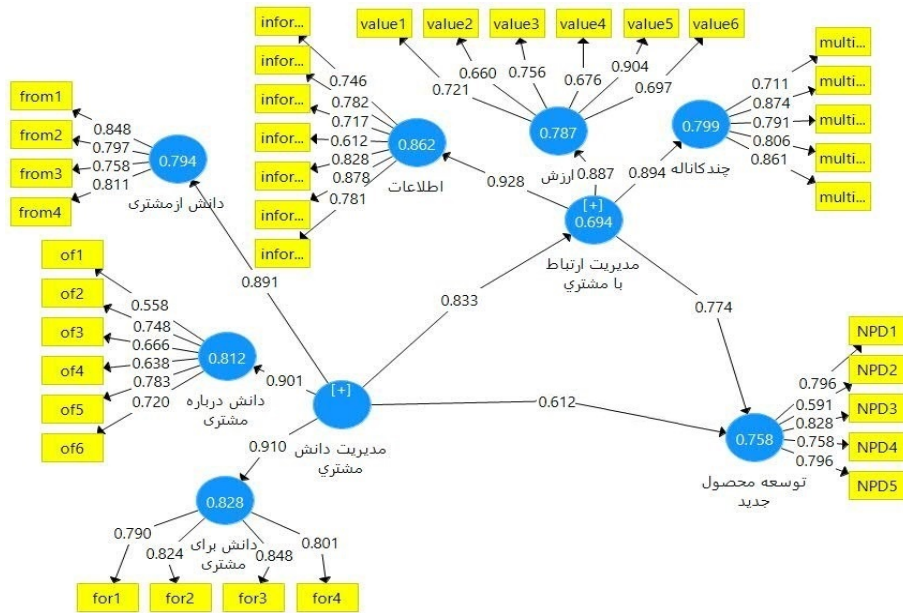 infor...
infor...
infor...
infor...
infor...
infor...
infor...
0.746
0.782
0.717
0.612
0.828
0.878
0.781
0.862
اطلاعات
value1
value2
value3
value4
value5
value6
0.721
0.660
0.756
0.676
0.904
0.697
0.787
ارزش
multi...
multi...
multi...
multi...
multi...
0.711
0.874
0.791
0.806
0.861
0.799
چندکاناله
from1
from2
from3
from4
0.848
0.797
0.758
0.811
0.794
دانش ازمشتری
0.928
0.887
0.894
[+]
0.694
مدیریت ارتباط
با مشتري
0.891
0.833
0.774
of1
of2
of3
of4
of5
of6
0.558
0.748
0.666
0.638
0.783
0.720
0.812
دانش درباره
مشتری
0.901
[+]
مدیریت دانش
مشتري
0.612
0.910
NPD1
NPD2
NPD3
NPD4
NPD5
0.796
0.591
0.828
0.758
0.796
0.758
توسعه محصول
جدید
0.828
دانش برای
مشتری
0.790
0.824
0.848
0.801
for1
for2
for3
for4